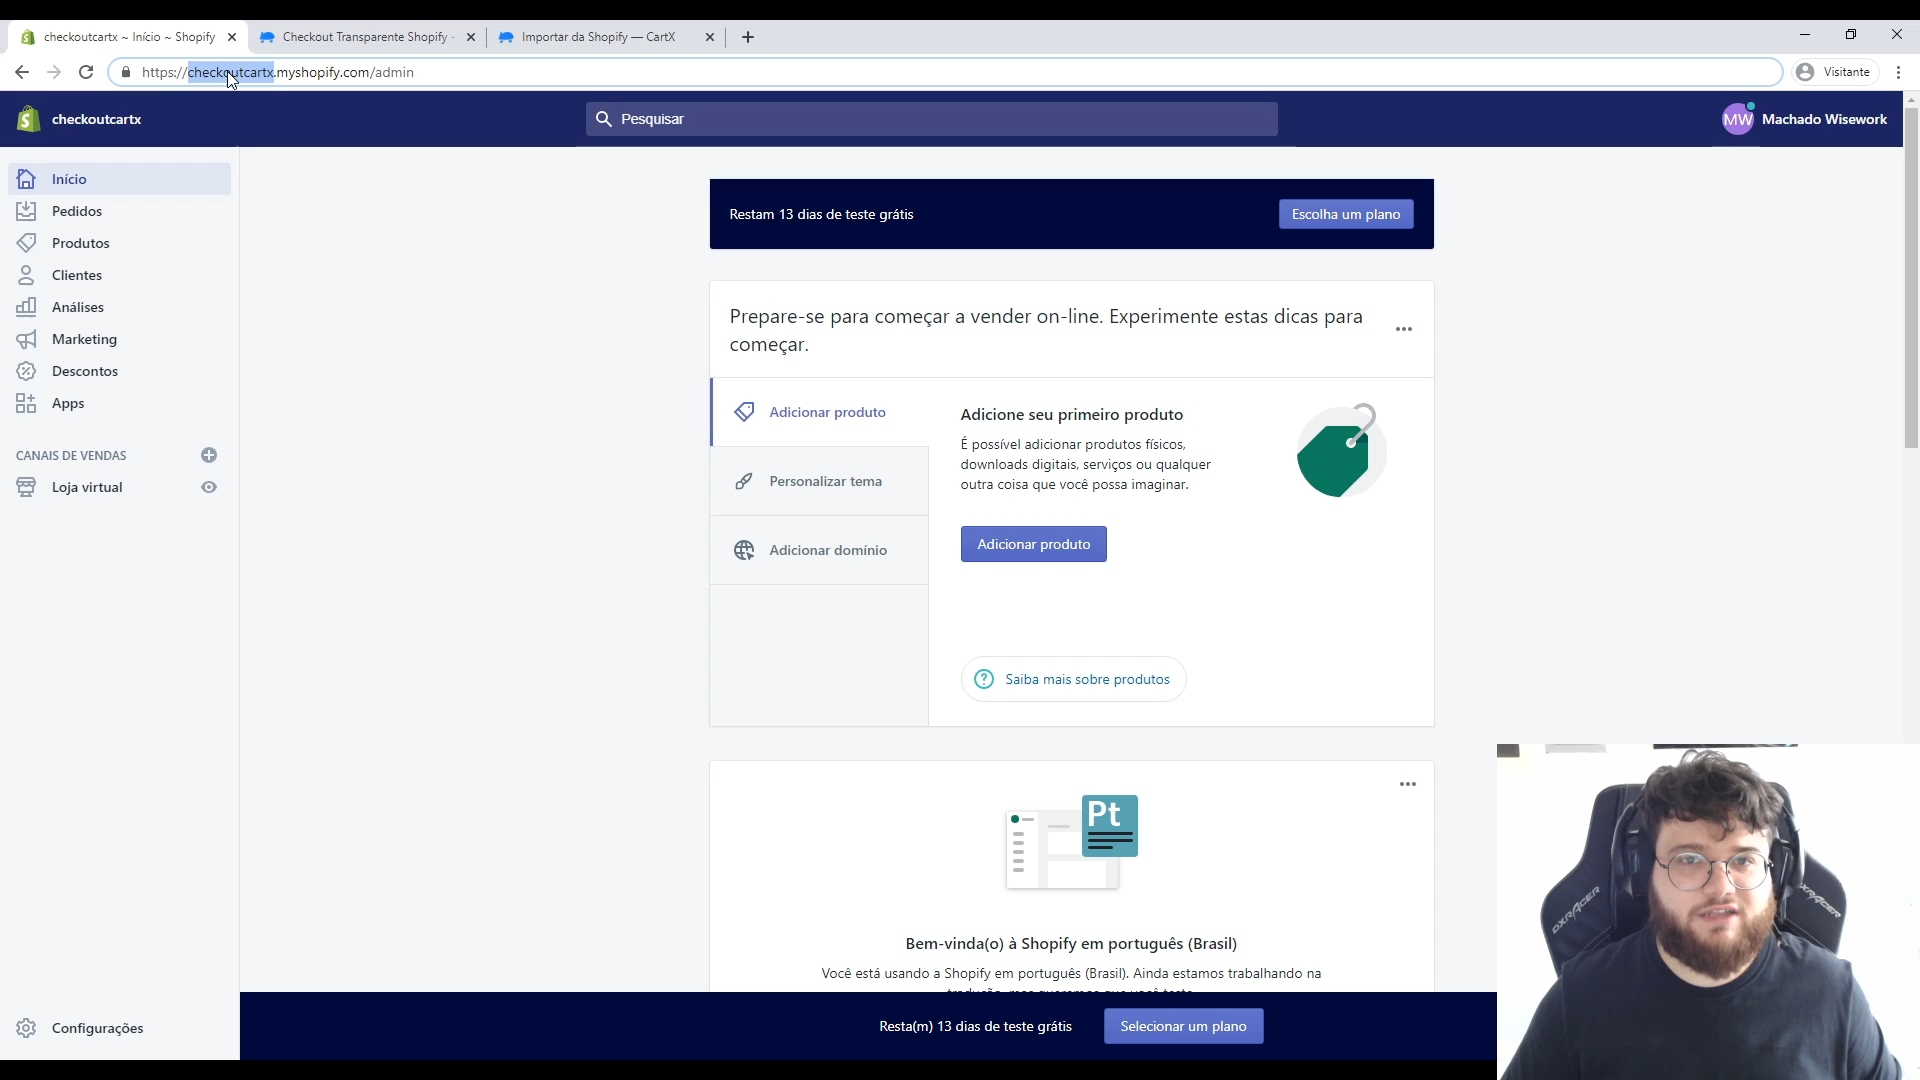 checkoutcartx ~ Início ~ Shopify
Checkout Transparente Shopify -
Importar da Shopify — CartX
https://checkoutcartx.myshopify.com/admin
Visitante
checkoutcartx
Pesquisar
MW
Machado Wisework
Início
Pedidos
Produtos
Clientes
Análises
Marketing
Descontos
Apps
CANAIS DE VENDAS
Loja virtual
Configurações
Restam 13 dias de teste grátis
Escolha um plano
Prepare-se para começar a vender on-line. Experimente estas dicas para
começar.
Adicionar produto
Personalizar tema
Adicionar domínio
Adicione seu primeiro produto
É possível adicionar produtos físicos,
downloads digitais, serviços ou qualquer
outra coisa que você possa imaginar.
Adicionar produto
Saiba mais sobre produtos
Pt
Bem-vinda(o) à Shopify em português (Brasil)
Você está usando a Shopify em português (Brasil). Ainda estamos trabalhando na
Resta(m) 13 dias de teste grátis
Selecionar um plano
DXRACER